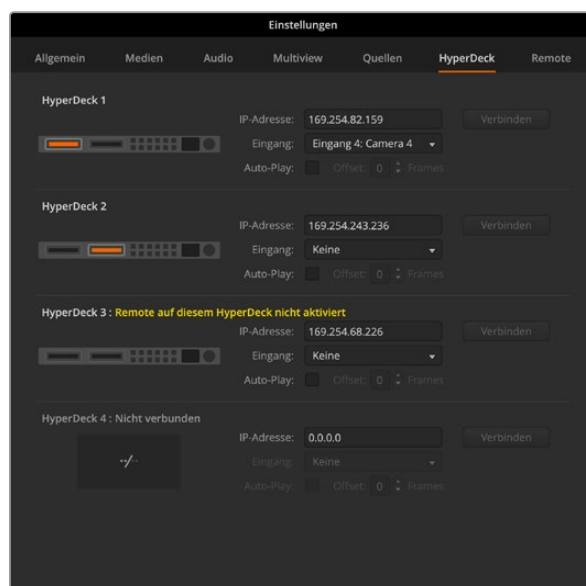 Einstellungen
Allgemein Medien Audio Multiview Quellen HyperDeck Remote
HyperDeck 1
IP-Adresse: 169.254.82.159 Verbinden
Eingang: Eingang 4: Camera 4
Auto-Play: Offset: 0 Frames
HyperDeck 2
IP-Adresse: 169.254.243.236 Verbinden
Eingang: Keine
Auto-Play: Offset: 0 Frames
HyperDeck 3 : Remote auf diesem HyperDeck nicht aktiviert
IP-Adresse: 169.254.68.226 Verbinden
Eingang: Keine
Auto-Play: Offset: 0 Frames
HyperDeck 4 : Nicht verbunden
IP-Adresse: 0.0.0.0 Verbinden
--/-- Eingang: Keine
Auto-Play: Offset: 0 Frames